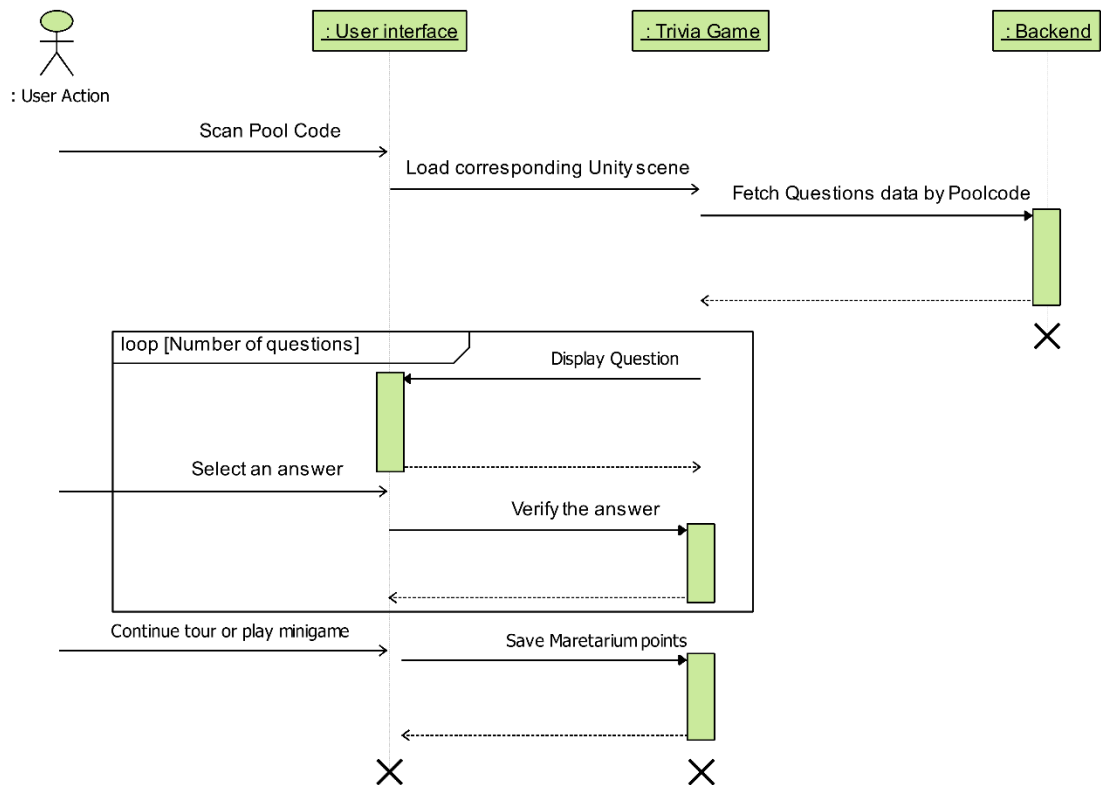 : User interface
: Trivia Game
: Backend
: User Action
Scan Pool Code
Load corresponding Unity scene
Fetch Questions data by Poolcode
loop [Number of questions]
Display Question
Select an answer
Verify the answer
Continue tour or play minigame
Save Maretarium points